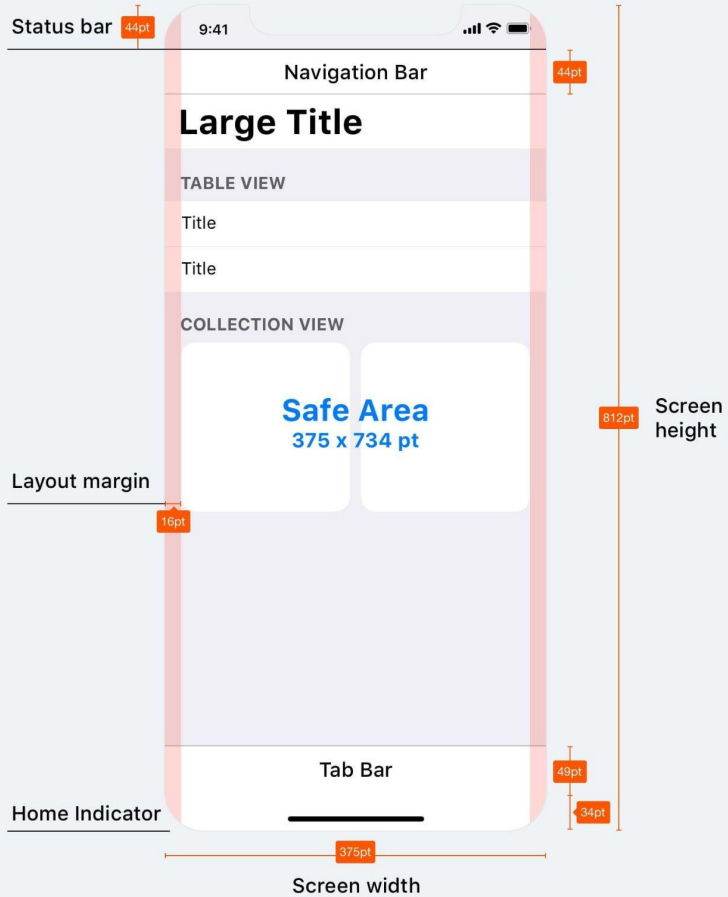 Status bar
44pt
9:41
Navigation Bar
44pt
Large Title
TABLE VIEW
Title
Title
COLLECTION VIEW
Safe Area
375 x 734 pt
812pt
Screen
height
Layout margin
16pt
Tab Bar
49pt
Home Indicator
34pt
375pt
Screen width